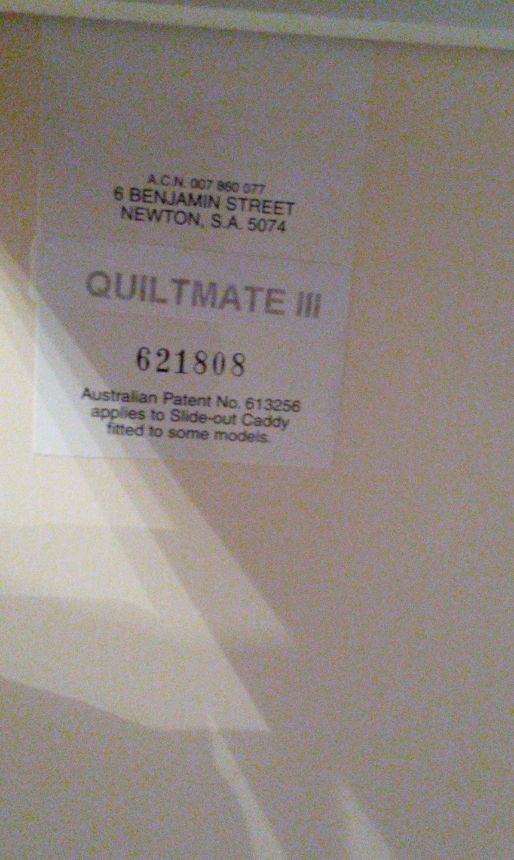 A.C.N. 007 860 077
6 BENJAMIN STREET
NEWTON, S.A. 5074
QUILTMATE III
621808
Australian Patent No. 613256
applies to Slide-out Caddy
fitted to some models.